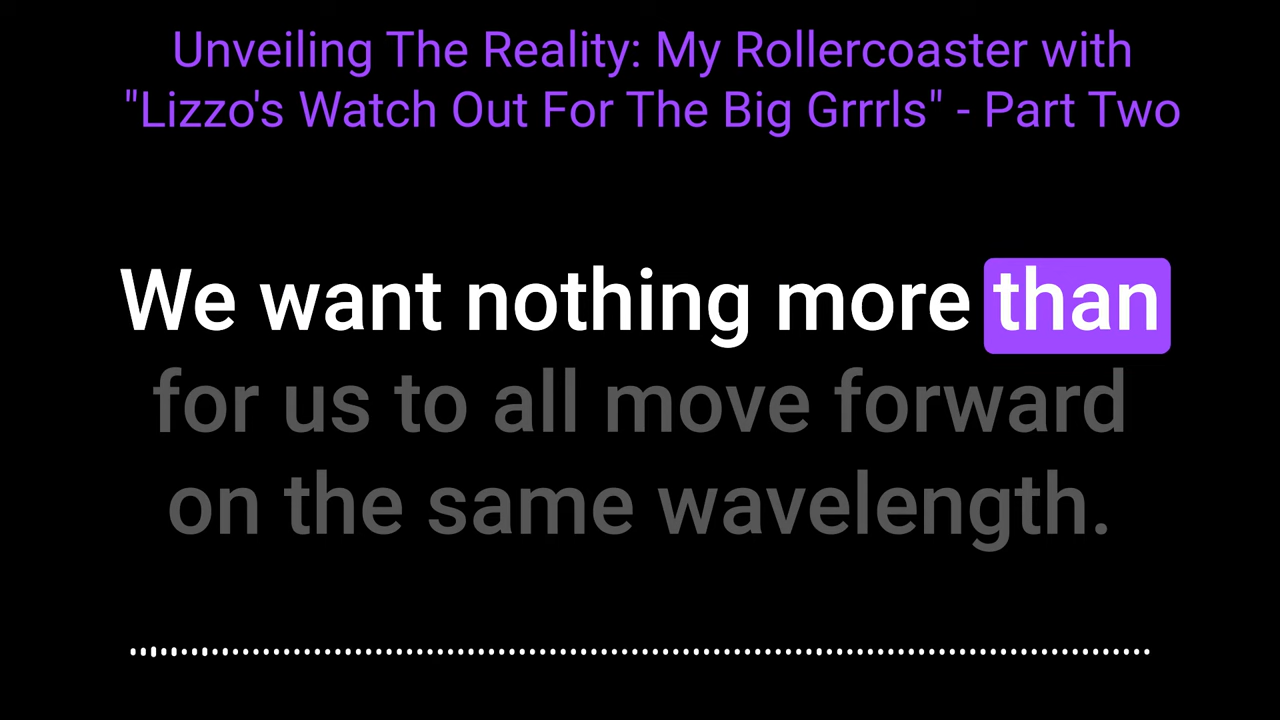 Unveiling The Reality: My Rollercoaster with
"Lizzo's Watch Out For The Big Grrrls" - Part Two
We want nothing more than
for us to all move forward
on the same wavelength.